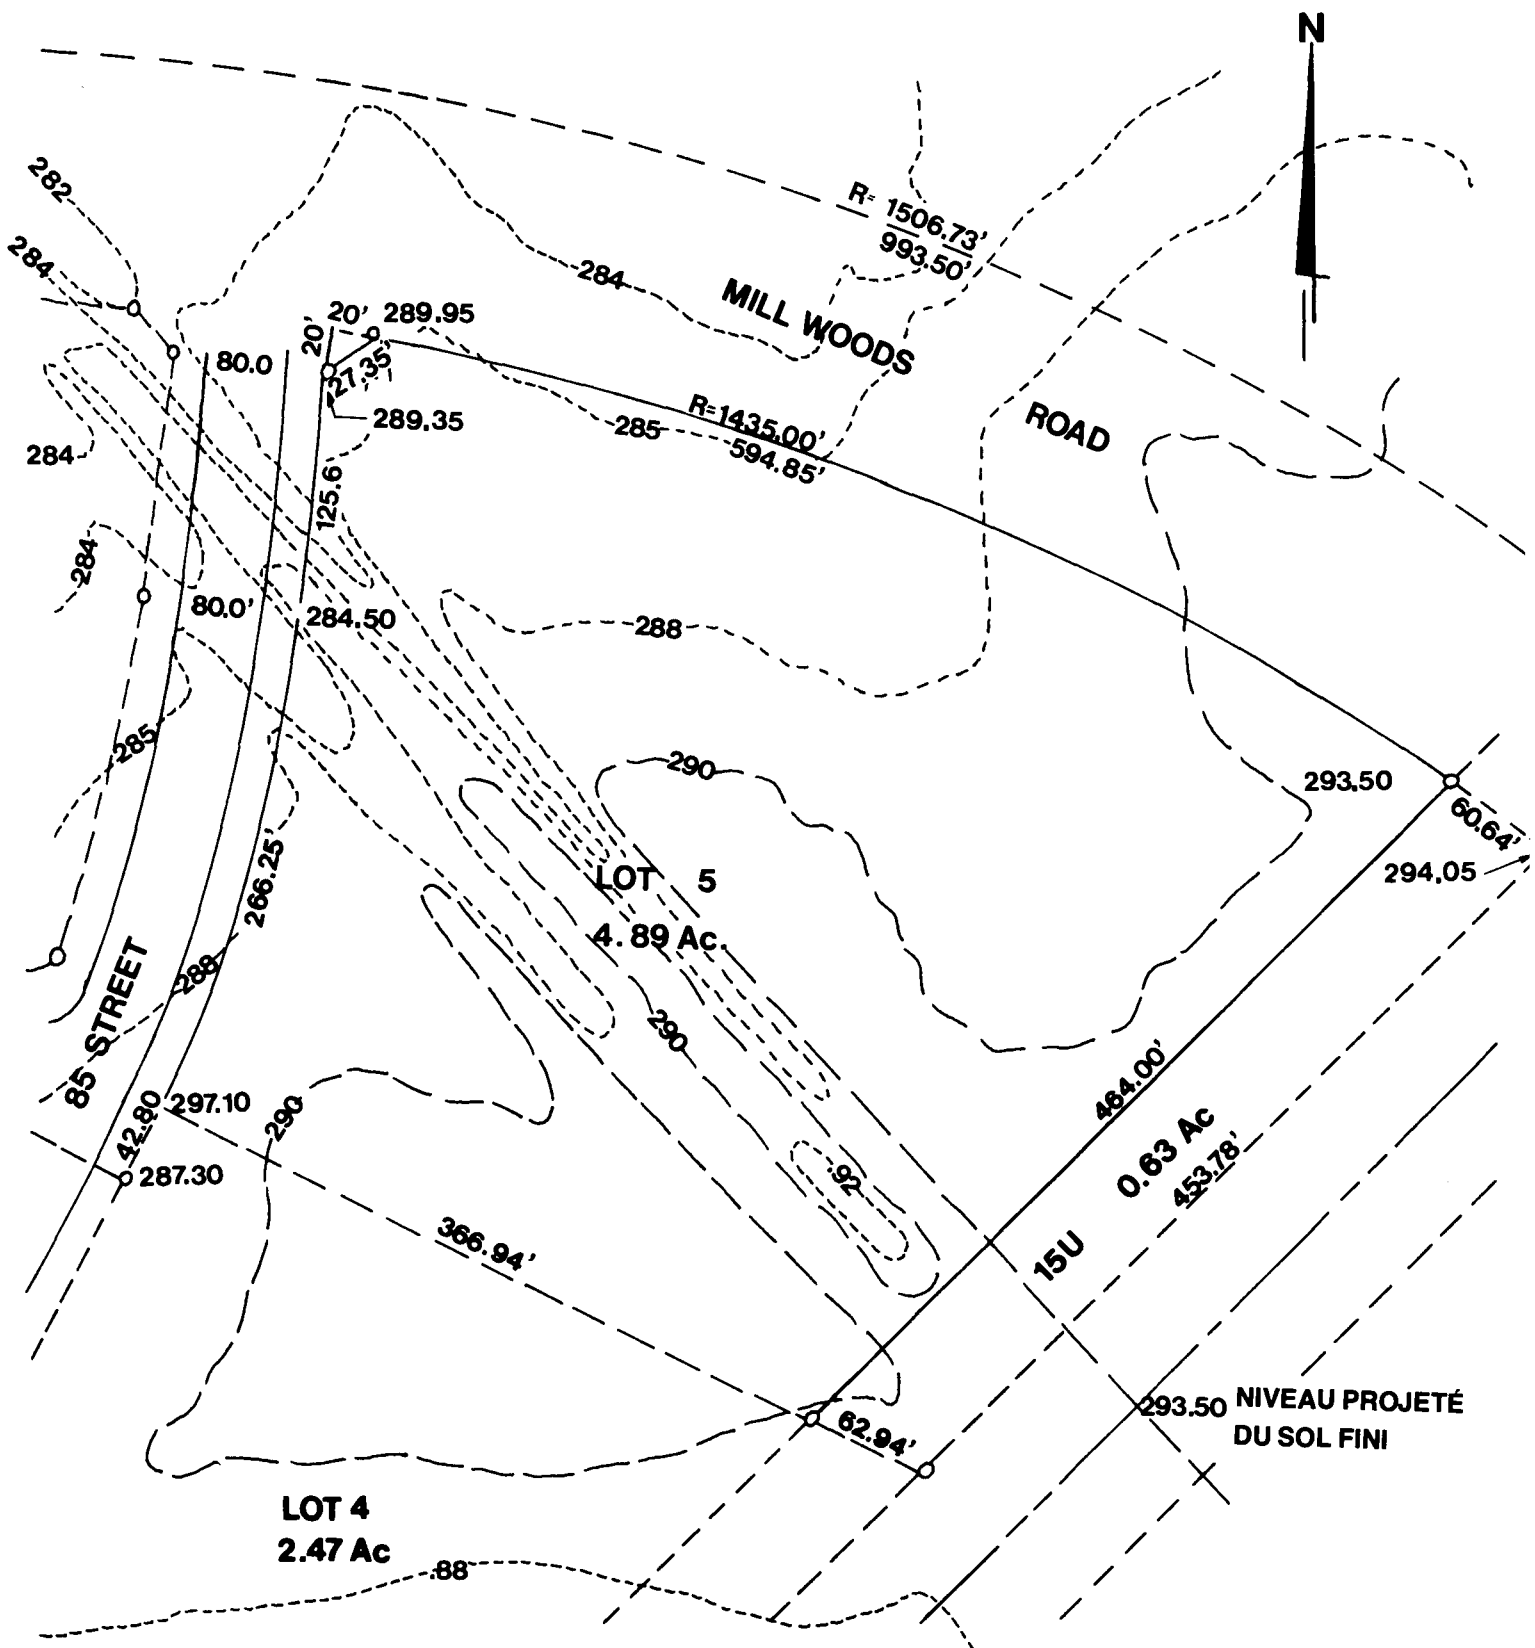 N
282
284
R= 1506.73'
993.50'
284
MILL WOODS
ROAD
20'
20'
289.95
80.0
27.35'
289.35
R=1435.00'
594.85'
285
284
125.6
284
80.0'
284.50
288
285
290
293.50
60.64'
294.05
266.25'
LOT 5
4.89 Ac.
288
85 STREET
290
464.00'
42.80
297.10
290
287.30
0.63 Ac
453.78'
.92
366.94'
15U
293.50 NIVEAU PROJETÉ
DU SOL FINI
62.94'
LOT 4
2.47 Ac
.88